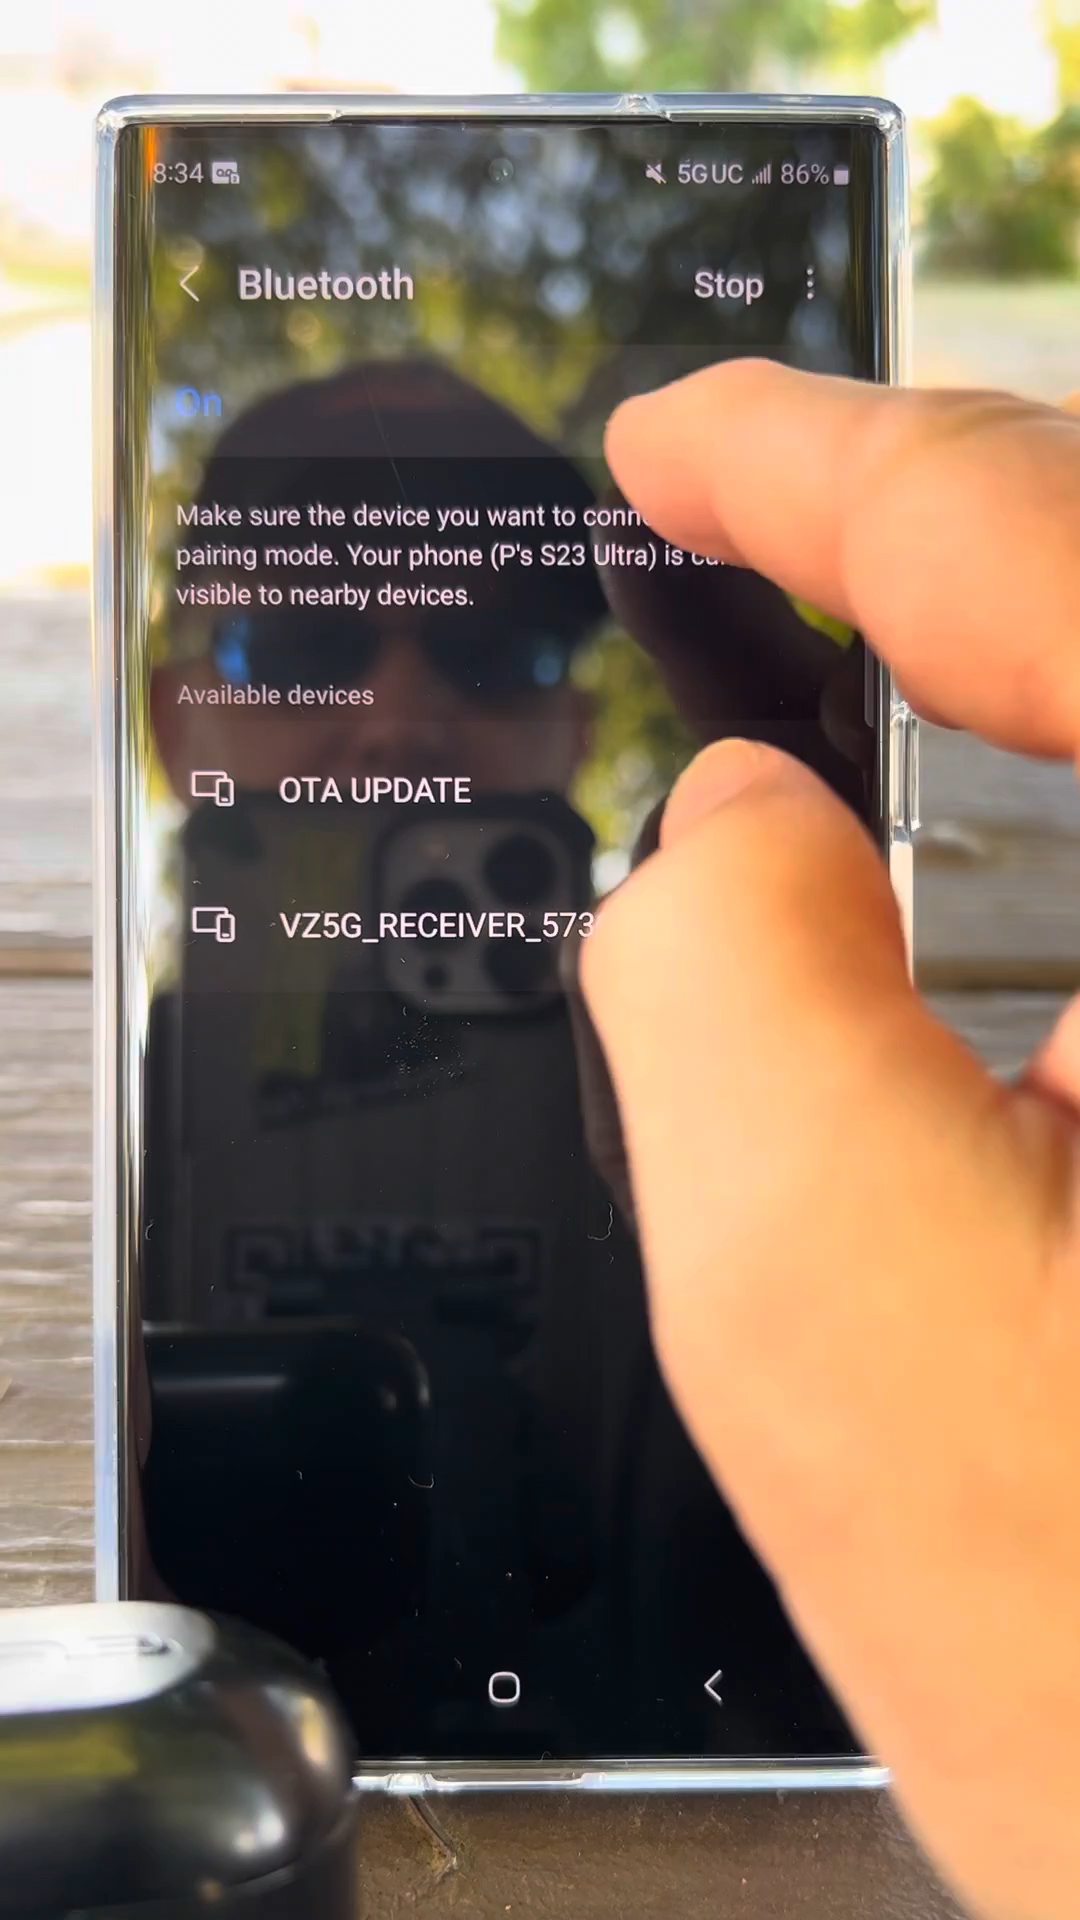 8:34 5G UC 86%
Bluetooth Stop
On
Make sure the device you want to
pairing mode. Your phone (P's S23 Ultra) is
visible to nearby devices.
Available devices
OTA UPDATE
VZ5G_RECEIVER_573